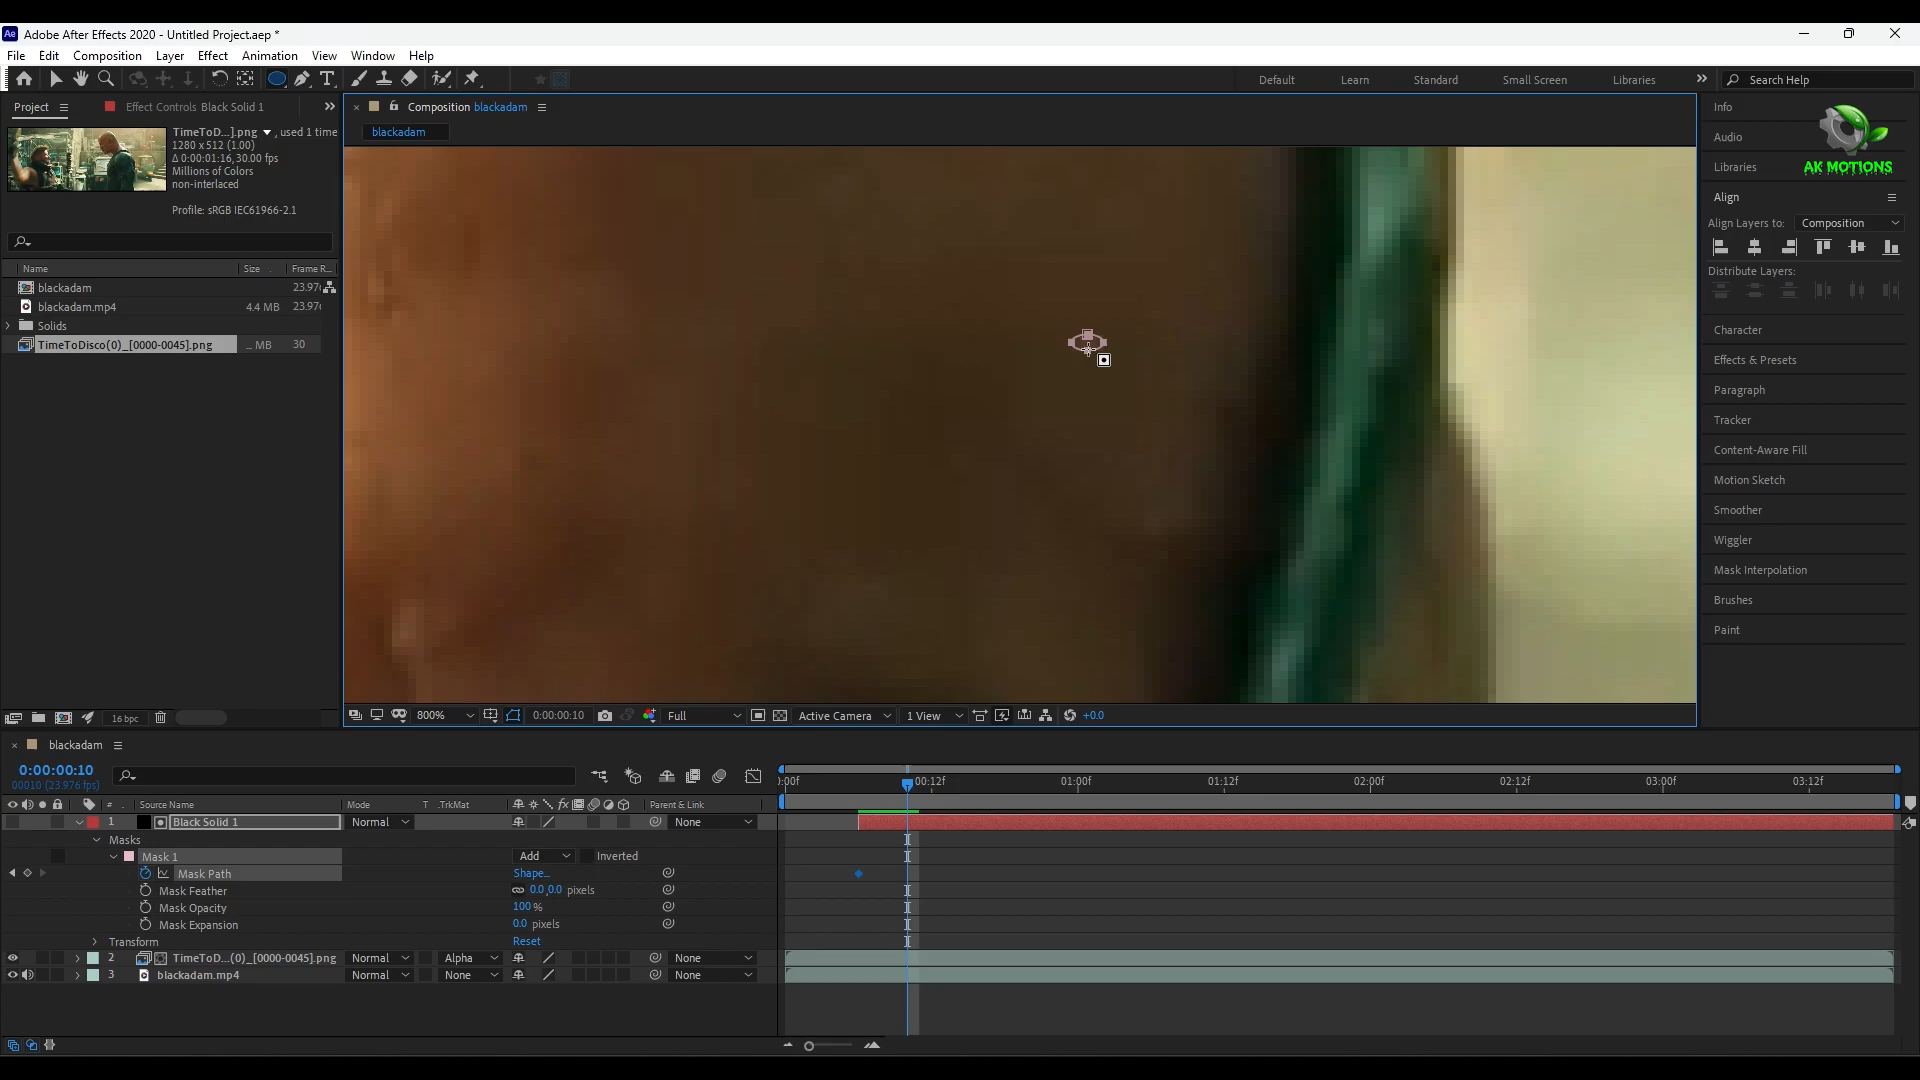 Adobe After Effects 2020 - Untitled Project.aep *
File Edit Composition Layer Effect Animation View Window Help
Default Learn Standard Small Screen Libraries Search Help
Project Effect Controls Black Solid 1
TimeToD...].png , used 1 time
1280 x 512 (1.00)
Δ 0:00:01:16, 30.00 fps
Millions of Colors
non-interlaced
Profile: sRGB IEC61966-2.1
Name Size Frame R...
blackadam 23.97
blackadam.mp4 4.4 MB 23.97
Solids
TimeToDisco(0)_[0000-0045].png ... MB 30
16 bpc
Composition blackadam
blackadam
800% 0:00:00:10 Full Active Camera 1 View +0.0
Info
Audio
Libraries
AK MOTIONS
Align
Align Layers to: Composition
Distribute Layers:
Character
Effects & Presets
Paragraph
Tracker
Content-Aware Fill
Motion Sketch
Smoother
Wiggler
Mask Interpolation
Brushes
Paint
blackadam
0:00:00:10
00010 (23.976 fps)
:00f 00:12f 01:00f 01:12f 02:00f 02:12f 03:00f 03:12f
# Source Name Mode T .TrkMat Parent & Link
1 Black Solid 1 Normal None
Masks
Mask 1 Add Inverted
Mask Path Shape...
Mask Feather 0.0,0.0 pixels
Mask Opacity 100 %
Mask Expansion 0.0 pixels
Transform Reset
2 TimeToD...(0)_[0000-0045].png Normal Alpha None
3 blackadam.mp4 Normal None None